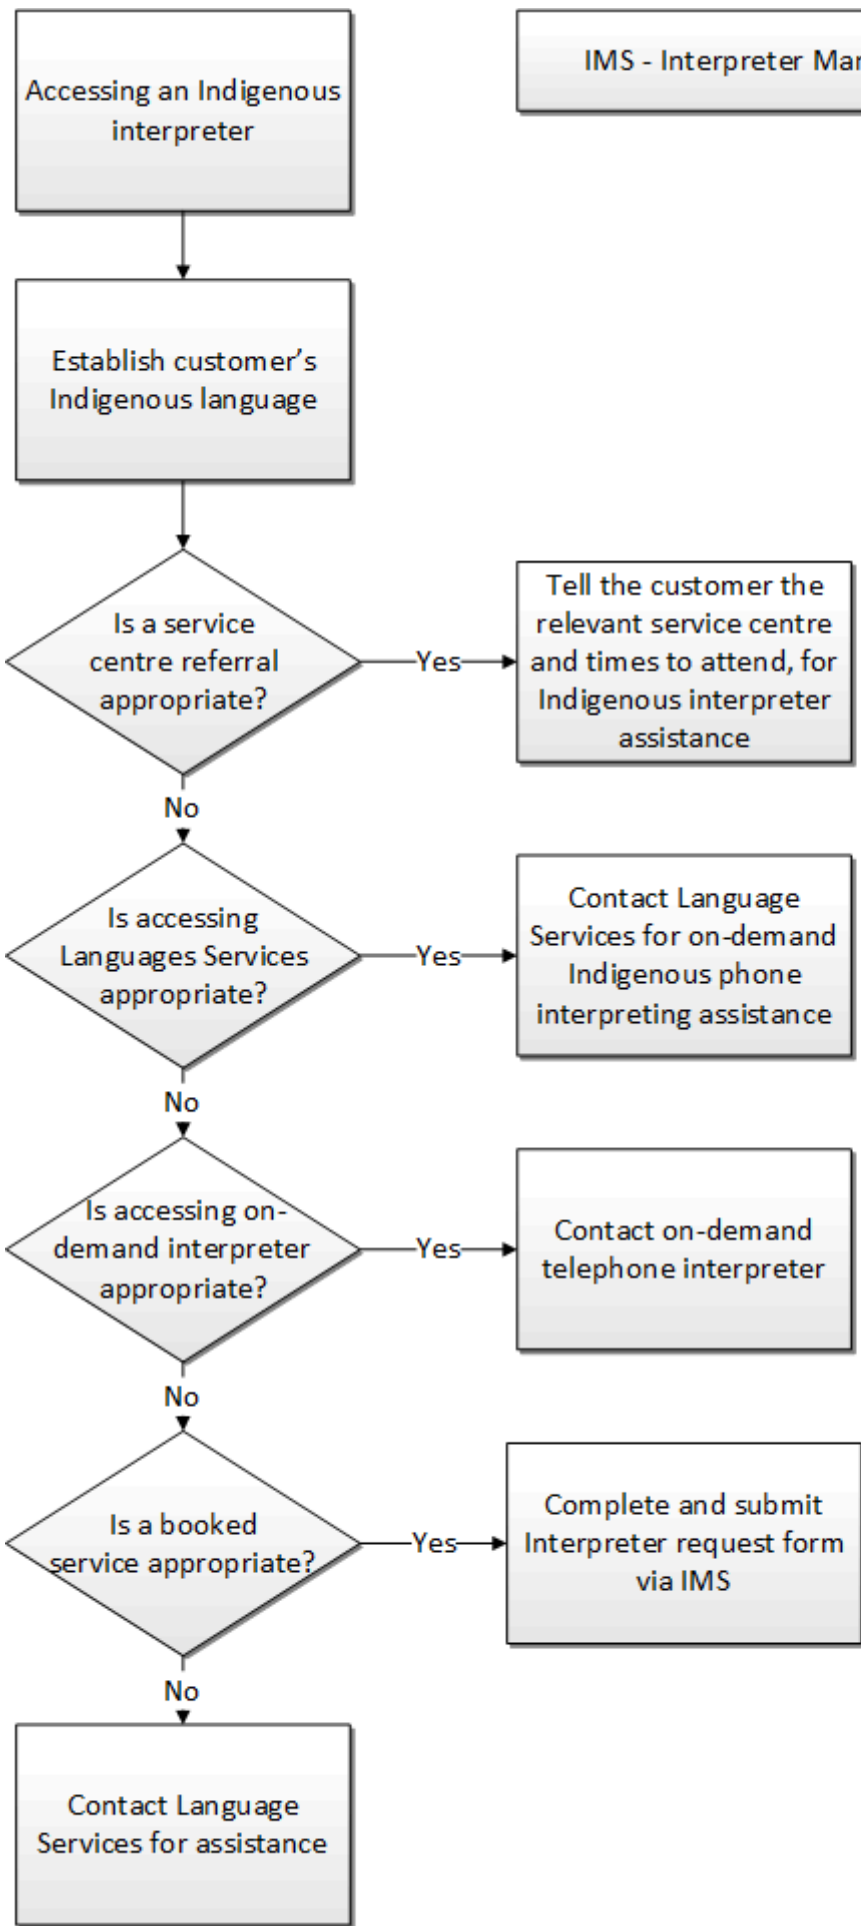 Accessing an Indigenous
interpreter
IMS - Interpreter
Establish customer's
Indigenous language
Is a service
centre referral
appropriate?
Yes
Tell the customer the
relevant service centre
and times to attend, for
Indigenous interpreter
assistance
No
Is accessing
Languages Services
appropriate?
Yes
Contact Language
Services for on-demand
Indigenous phone
interpreting assistance
No
Is accessing on-
demand interpreter
appropriate?
Yes
Contact on-demand
telephone interpreter
No
Is a booked
service appropriate?
Yes
Complete and submit
Interpreter request form
via IMS
No
Contact Language
Services for assistance